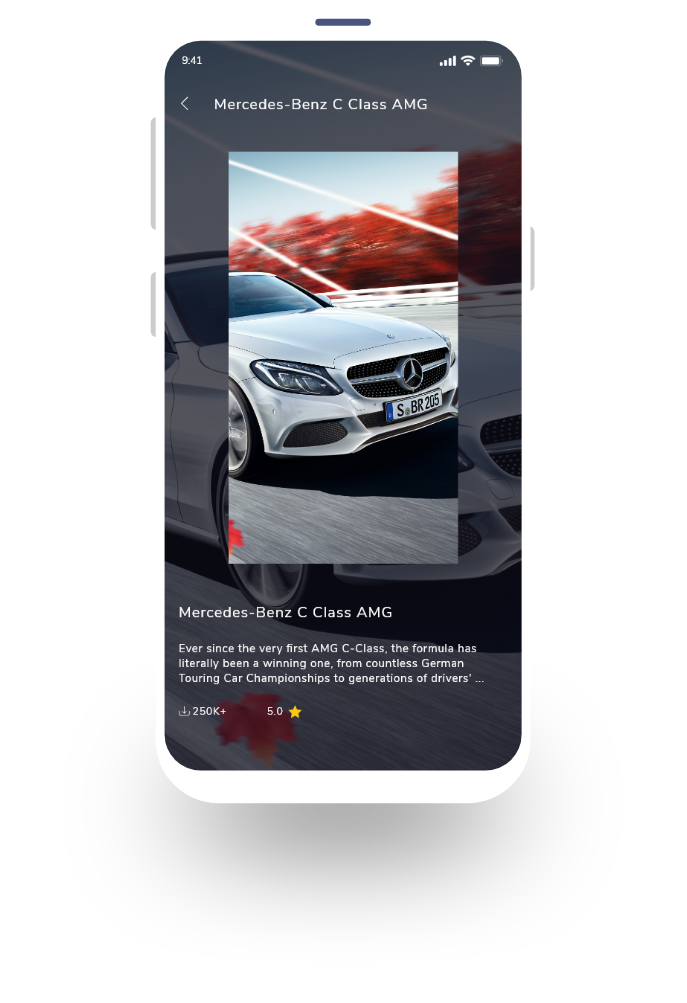 9:41
Mercedes-Benz C Class AMG
S BR 205
Mercedes-Benz C Class AMG
Ever since the very first AMG C-Class, the formula has
literally been a winning one, from countless German
Touring Car Championships to generations of drivers' ...
250K+ 5.0